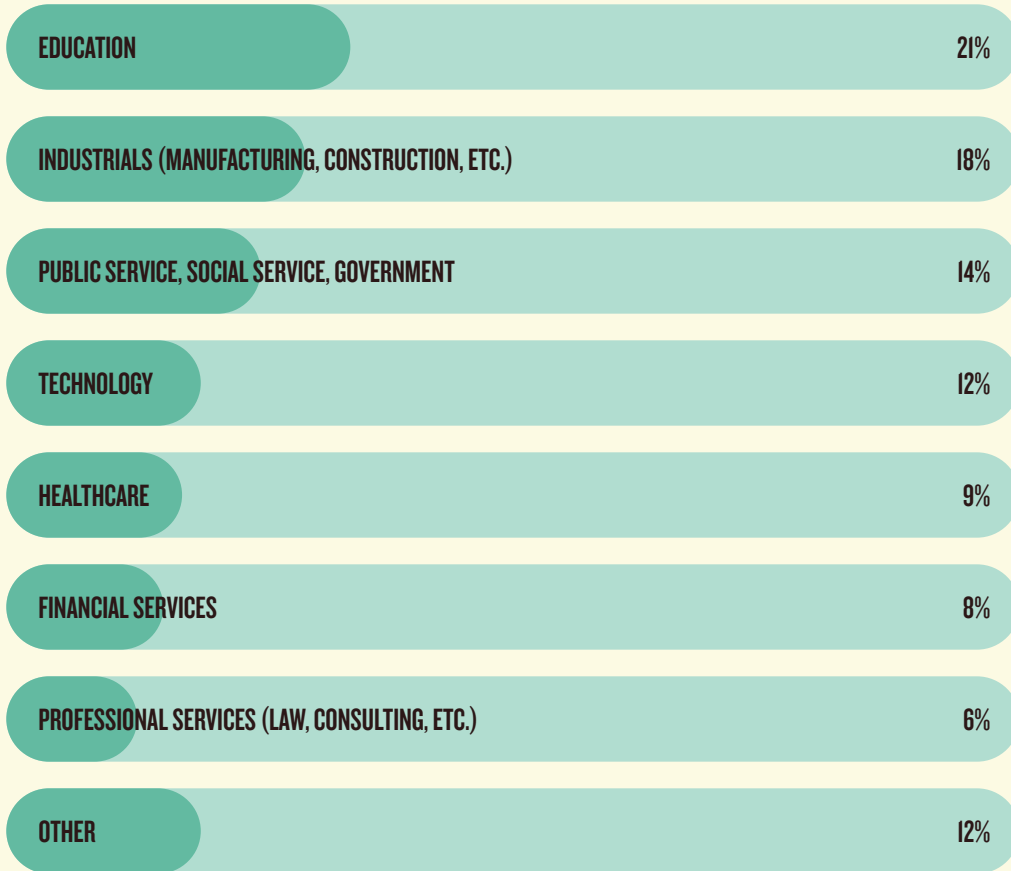 EDUCATION 21%
INDUSTRIALS (MANUFACTURING, CONSTRUCTION, ETC.) 18%
PUBLIC SERVICE, SOCIAL SERVICE, GOVERNMENT 14%
TECHNOLOGY 12%
HEALTHCARE 9%
FINANCIAL SERVICES 8%
PROFESSIONAL SERVICES (LAW, CONSULTING, ETC.) 6%
OTHER 12%